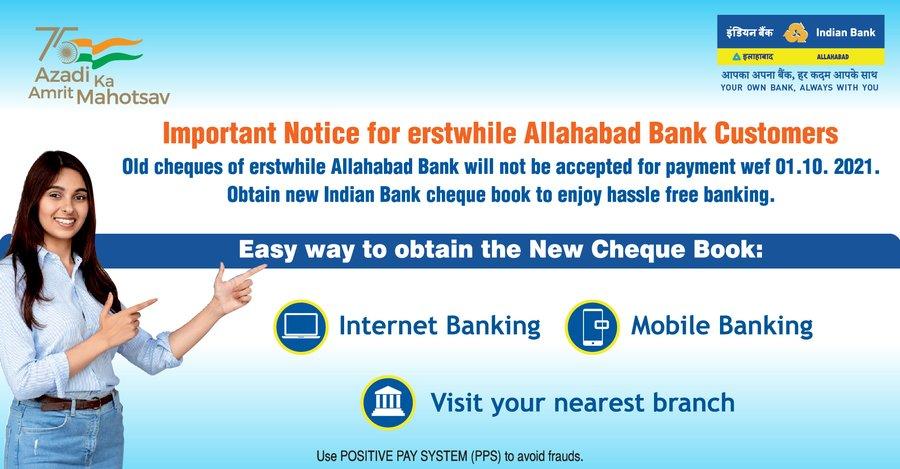 75
Azadi Ka
Amrit Mahotsav
इंडियन बैंक Indian Bank
इलाहाबाद ALLAHABAD
आपका अपना बैंक, हर कदम आपके साथ
YOUR OWN BANK, ALWAYS WITH YOU
Important Notice for erstwhile Allahabad Bank Customers
Old cheques of erstwhile Allahabad Bank will not be accepted for payment wef 01.10. 2021.
Obtain new Indian Bank cheque book to enjoy hassle free banking.
Easy way to obtain the New Cheque Book:
Internet Banking
Mobile Banking
Visit your nearest branch
Use POSITIVE PAY SYSTEM (PPS) to avoid frauds.